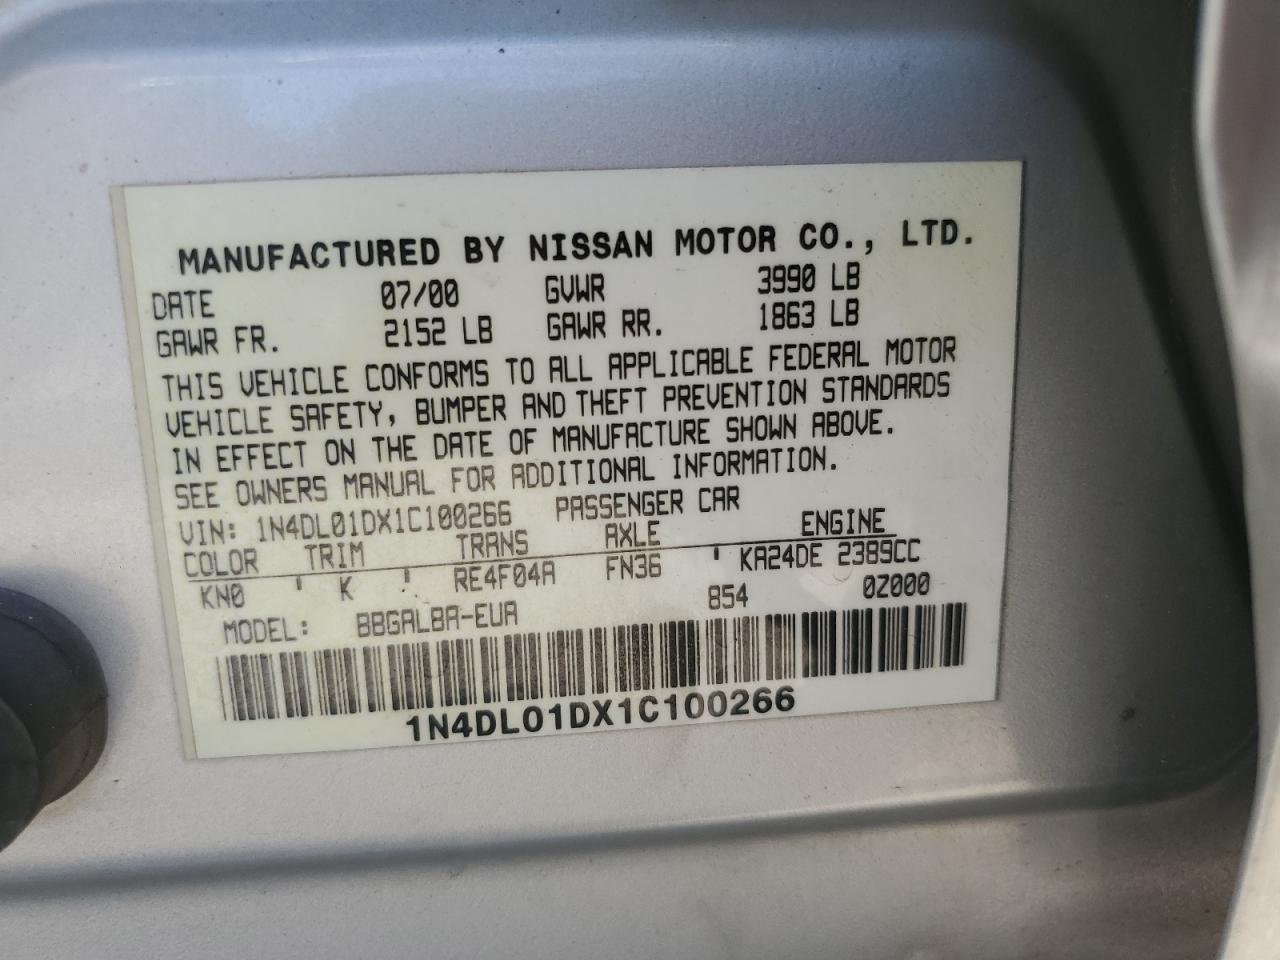 MANUFACTURED BY NISSAN MOTOR CO., LTD.
DATE 07/00 GVWR 3990 LB
GAWR FR. 2152 LB GAWR RR. 1863 LB
THIS VEHICLE CONFORMS TO ALL APPLICABLE FEDERAL MOTOR
VEHICLE SAFETY, BUMPER AND THEFT PREVENTION STANDARDS
IN EFFECT ON THE DATE OF MANUFACTURE SHOWN ABOVE.
SEE OWNERS MANUAL FOR ADDITIONAL INFORMATION.
VIN: 1N4DL01DX1C100266 PASSENGER CAR
COLOR TRIM TRANS AXLE ENGINE
KN0 ' K ' RE4F04A FN36 ' KA24DE 2389CC
MODEL: BBGALBA-EUA 854 0Z000
1N4DL01DX1C100266